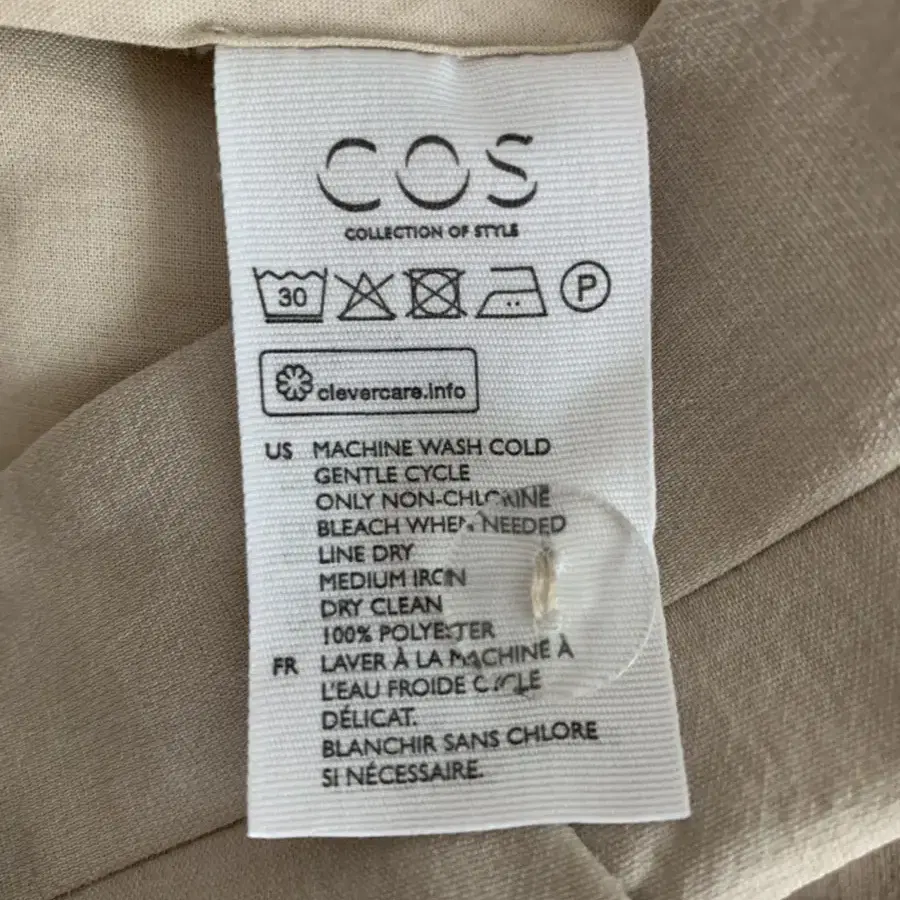 COS
COLLECTION OF STYLE
30
P
clevercare.info
US MACHINE WASH COLD
GENTLE CYCLE
ONLY NON-CHLORINE
BLEACH WHEN NEEDED
LINE DRY
MEDIUM IRON
DRY CLEAN
100% POLYESTER
FR LAVER À LA MACHINE À
L'EAU FROIDE CYCLE
DÉLICAT.
BLANCHIR SANS CHLORE
SI NÉCESSAIRE.